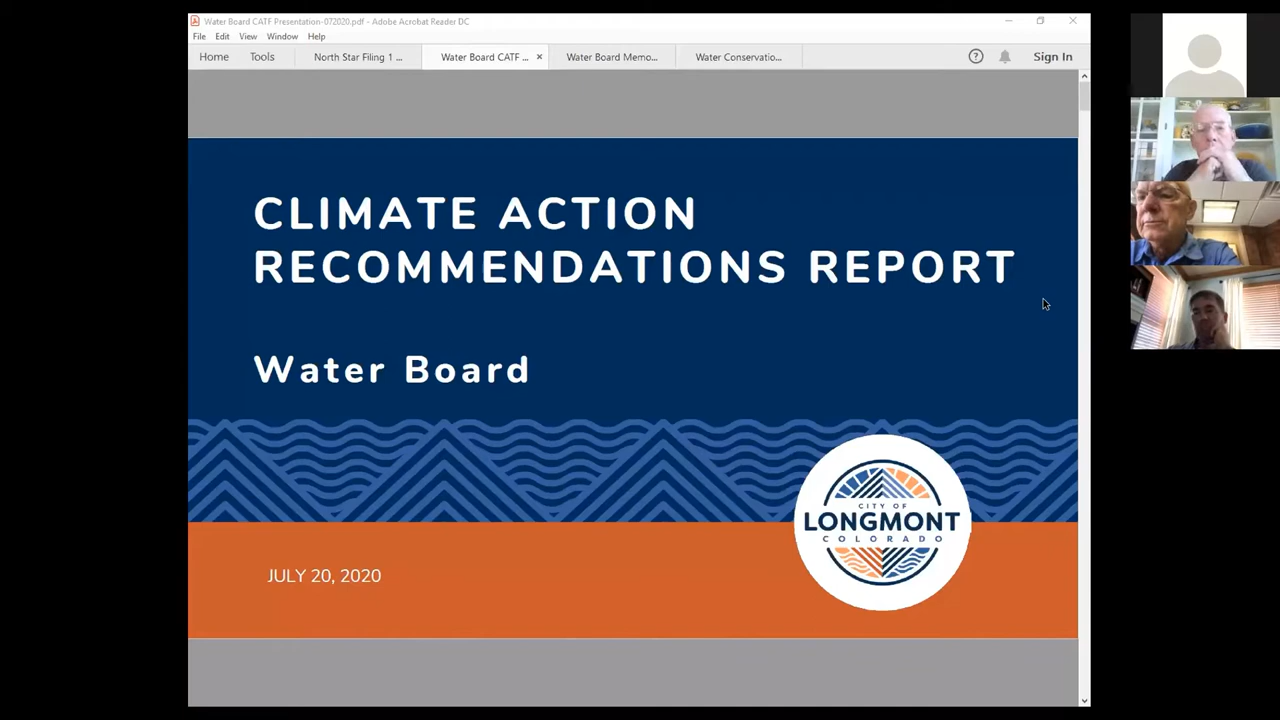 Water Board CATF Presentation-072020.pdf - Adobe Acrobat Reader DC
File Edit View Window Help
Home Tools North Star Filing 1 ... Water Board CATF ... × Water Board Memo... Water Conservatio... Sign In
CLIMATE ACTION
RECOMMENDATIONS REPORT
Water Board
CITY OF
LONGMONT
COLORADO
JULY 20, 2020